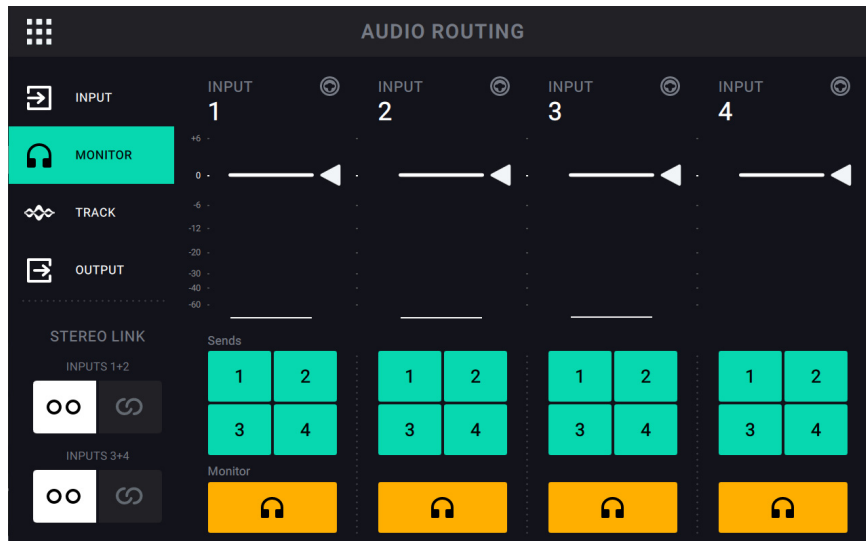 AUDIO ROUTING
INPUT
MONITOR
TRACK
OUTPUT
STEREO LINK
INPUTS 1+2
INPUTS 3+4
INPUT INPUT INPUT INPUT
1 2 3 4
+6
0
-6
-12
-20
-30
-40
-60
Sends
1 2 1 2 1 2 1 2
3 4 3 4 3 4 3 4
Monitor